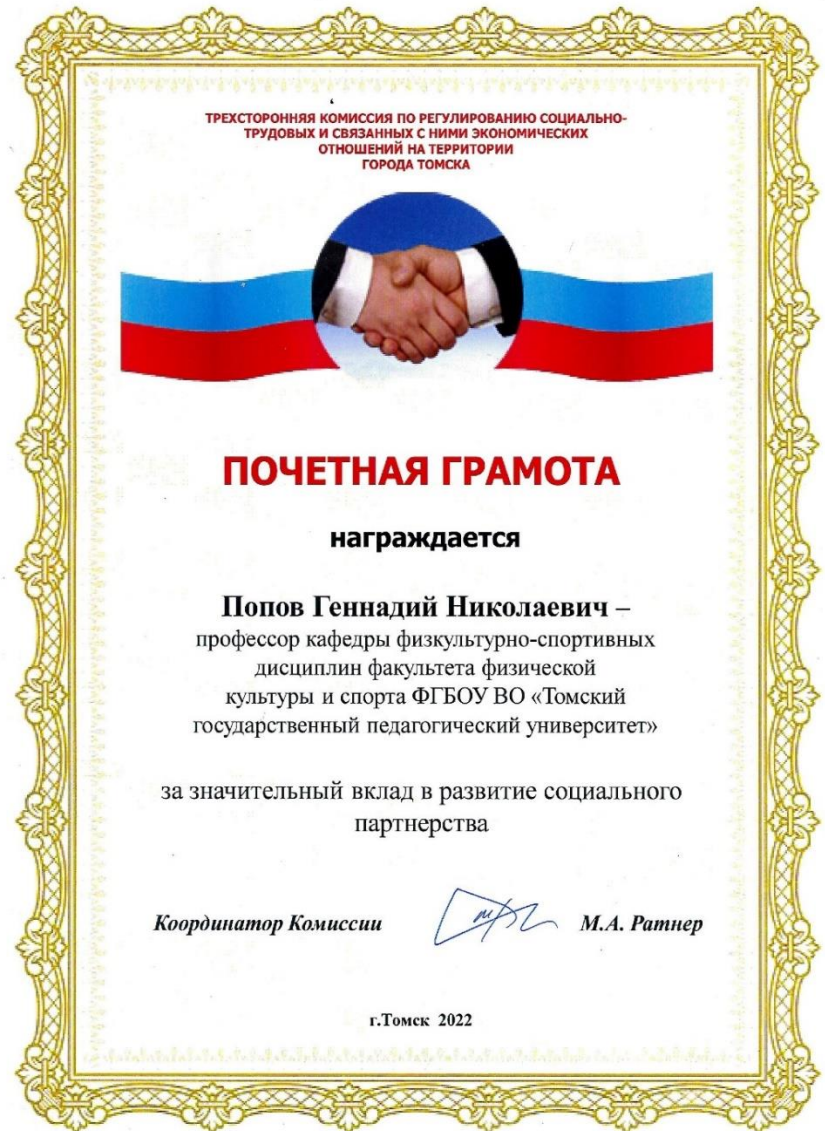 ТРЕХСТОРОННЯЯ КОМИССИЯ ПО РЕГУЛИРОВАНИЮ СОЦИАЛЬНО-
ТРУДОВЫХ И СВЯЗАННЫХ С НИМИ ЭКОНОМИЧЕСКИХ
ОТНОШЕНИЙ НА ТЕРРИТОРИИ
ГОРОДА ТОМСКА
ПОЧЕТНАЯ ГРАМОТА
награждается
Попов Геннадий Николаевич –
профессор кафедры физкультурно-спортивных
дисциплин факультета физической
культуры и спорта ФГБОУ ВО «Томский
государственный педагогический университет»
за значительный вклад в развитие социального
партнерства
Координатор Комиссии М.А. Ратнер
г.Томск 2022